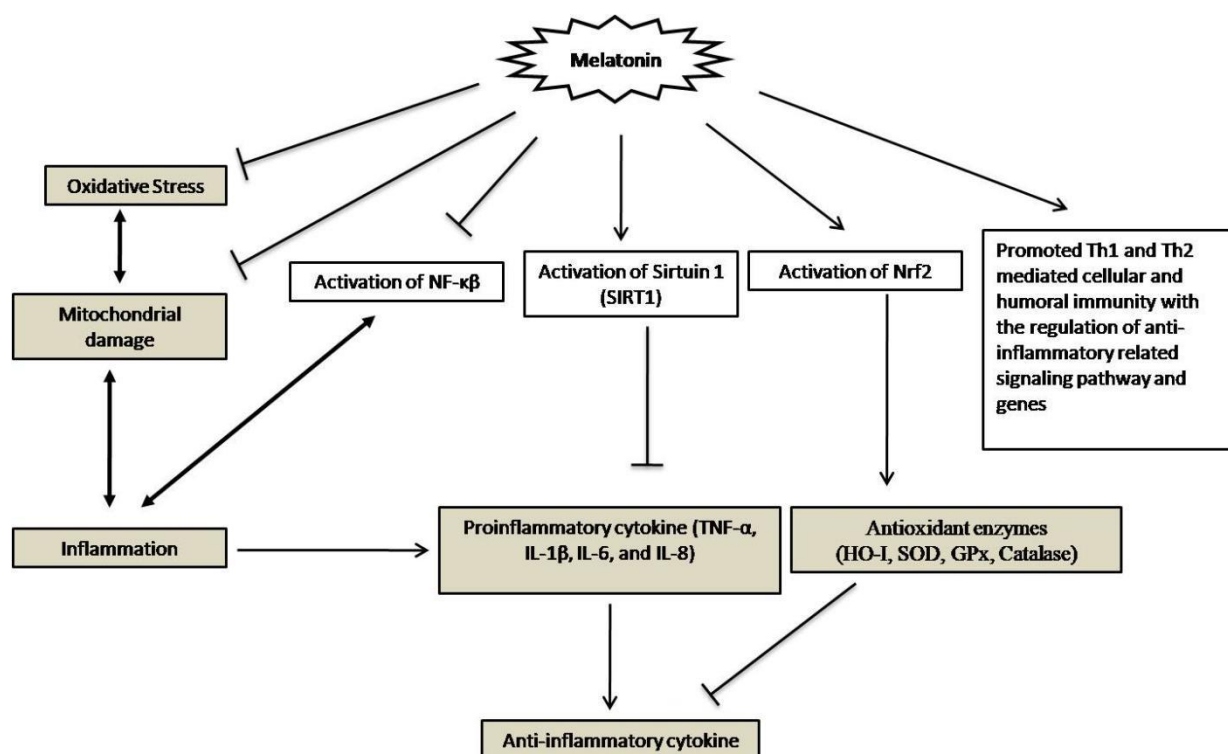 Melatonin
Oxidative Stress
Mitochondrial
damage
Inflammation
Activation of NF-κβ
Activation of Sirtuin 1
(SIRT1)
Activation of Nrf2
Promoted Th1 and Th2
mediated cellular and
humoral immunity with
the regulation of anti-
inflammatory related
signaling pathway and
genes
Proinflammatory cytokine (TNF-α,
IL-1β, IL-6, and IL-8)
Antioxidant enzymes
(HO-I, SOD, GPx, Catalase)
Anti-inflammatory cytokine